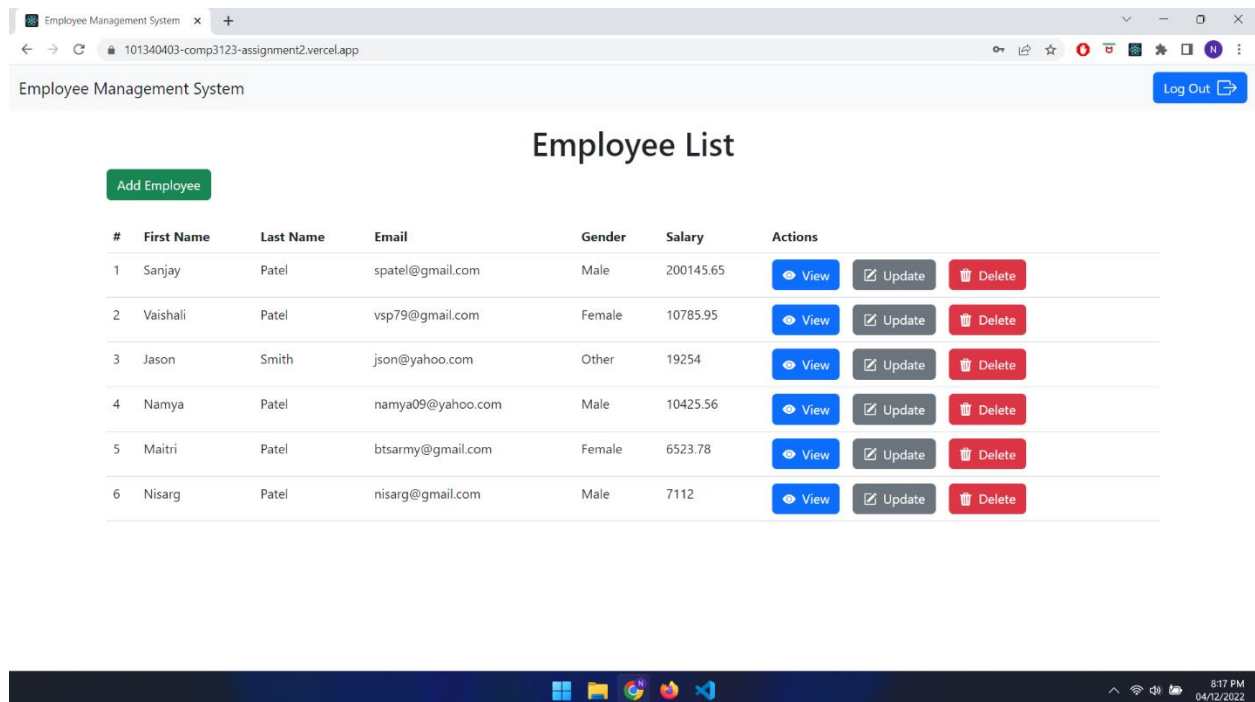 Employee Management System
101340403-comp3123-assignment2.vercel.app
N
Employee Management System
Log Out
Employee List
Add Employee
# First Name Last Name Email Gender Salary Actions
1 Sanjay Patel spatel@gmail.com Male 200145.65 View Update Delete
2 Vaishali Patel vsp79@gmail.com Female 10785.95 View Update Delete
3 Jason Smith json@yahoo.com Other 19254 View Update Delete
4 Namya Patel namya09@yahoo.com Male 10425.56 View Update Delete
5 Maitri Patel btsarmy@gmail.com Female 6523.78 View Update Delete
6 Nisarg Patel nisarg@gmail.com Male 7112 View Update Delete
8:17 PM
04/12/2022